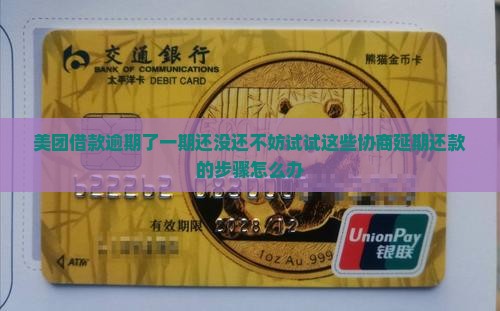 交通銀行
BANK OF COMMUNICATIONS
太平洋卡 DEBIT CARD
熊猫金币卡
美团借款逾期了一期还没还不妨试试这些协商延期还款
的步骤怎么办
有效期限 2028/12
ATM
1oz Au .999
UnionPay
银联